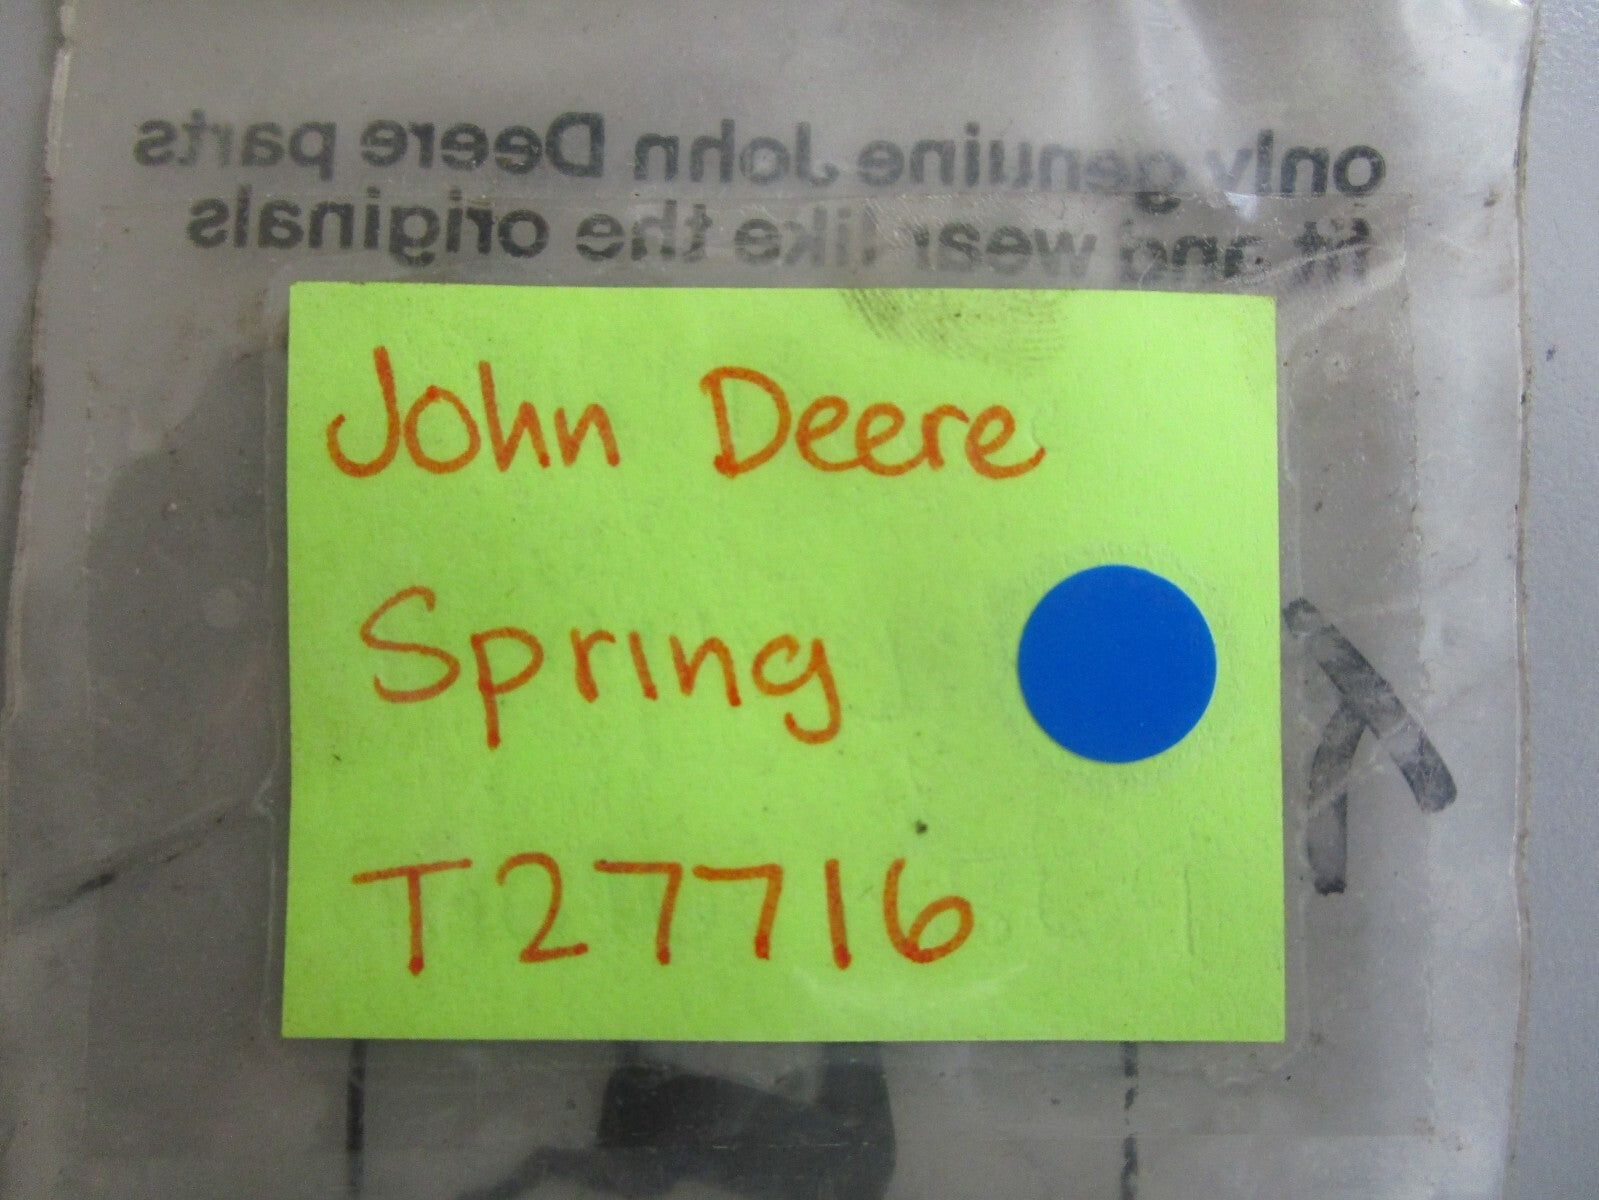 only genuine John Deere parts
fit and wear like the originals
John Deere
Spring
T27716